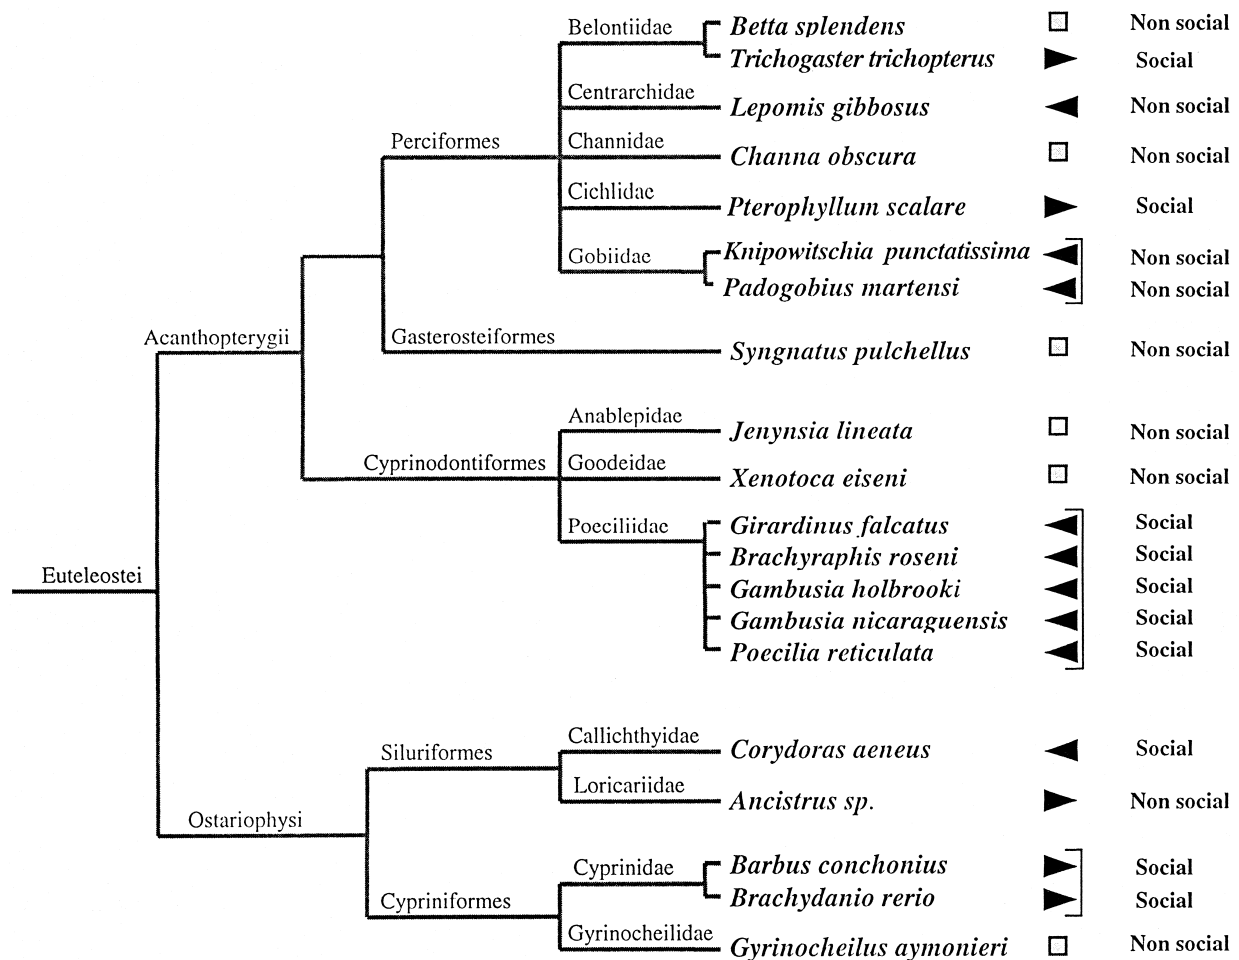 Belontiidae
Betta splendens Non social
Trichogaster trichopterus Social
Centrarchidae
Lepomis gibbosus Non social
Perciformes
Channidae
Channa obscura Non social
Cichlidae
Pterophyllum scalare Social
Gobiidae
Knipowitschia punctatissima Non social
Padogobius martensi Non social
Acanthopterygii
Gasterosteiformes
Syngnatus pulchellus Non social
Anablepidae
Jenynsia lineata Non social
Cyprinodontiformes
Goodeidae
Xenotoca eiseni Non social
Poeciliidae
Girardinus falcatus Social
Brachyraphis roseni Social
Gambusia holbrooki Social
Gambusia nicaraguensis Social
Poecilia reticulata Social
Euteleostei
Callichthyidae
Siluriformes
Corydoras aeneus Social
Loricariidae
Ancistrus sp. Non social
Ostariophysi
Cyprinidae
Barbus conchonius Social
Brachydanio rerio Social
Cypriniformes
Gyrinocheilidae
Gyrinocheilus aymonieri Non social